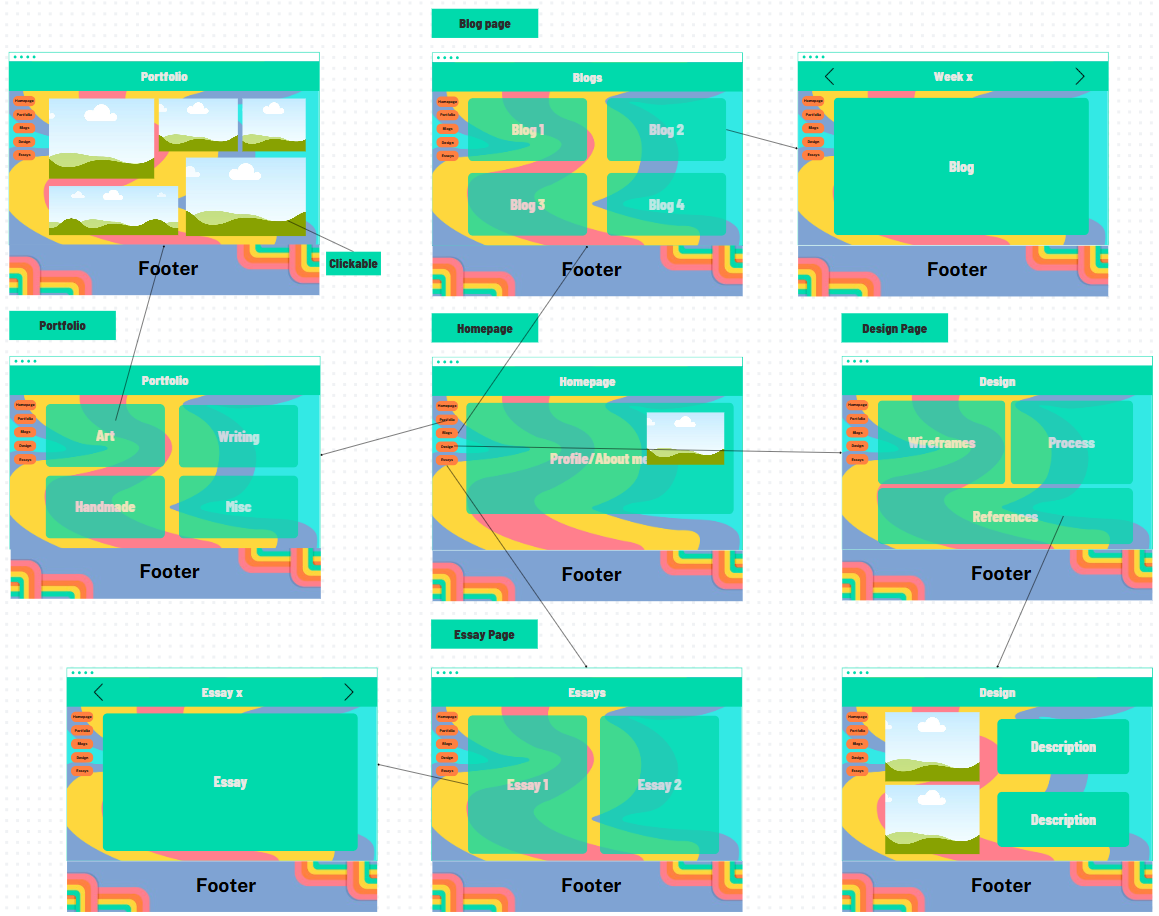 Blog page
Portfolio
Homepage
Portfolio
Blogs
Design
Essays
Footer
Clickable
Blogs
Homepage
Portfolio
Blogs
Design
Essays
Blog 1
Blog 2
Blog 3
Blog 4
Footer
Week x
Homepage
Portfolio
Blogs
Design
Essays
Blog
Footer
Portfolio
Portfolio
Homepage
Portfolio
Blogs
Design
Essays
Art
Writing
Handmade
Misc
Footer
Homepage
Homepage
Homepage
Portfolio
Blogs
Design
Essays
Profile/About me
Footer
Design Page
Design
Homepage
Portfolio
Blogs
Design
Essays
Wireframes
Process
References
Footer
Essay x
Homepage
Portfolio
Blogs
Design
Essays
Essay
Footer
Essay Page
Essays
Homepage
Portfolio
Blogs
Design
Essays
Essay 1
Essay 2
Footer
Design
Homepage
Portfolio
Blogs
Design
Essays
Description
Description
Footer